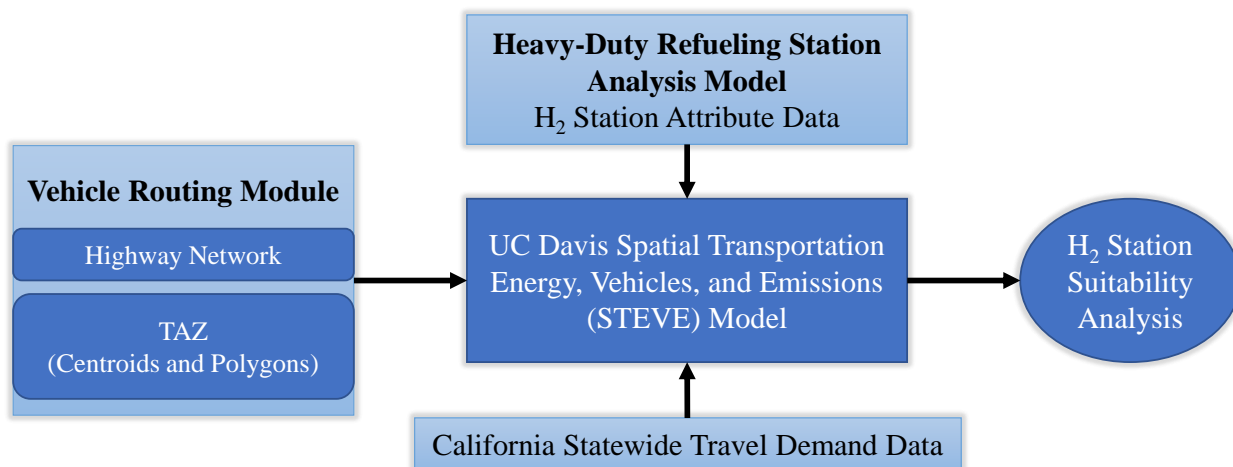 Heavy-Duty Refueling Station
Analysis Model
H₂ Station Attribute Data
Vehicle Routing Module
Highway Network
TAZ
(Centroids and Polygons)
UC Davis Spatial Transportation
Energy, Vehicles, and Emissions
(STEVE) Model
H₂ Station
Suitability
Analysis
California Statewide Travel Demand Data